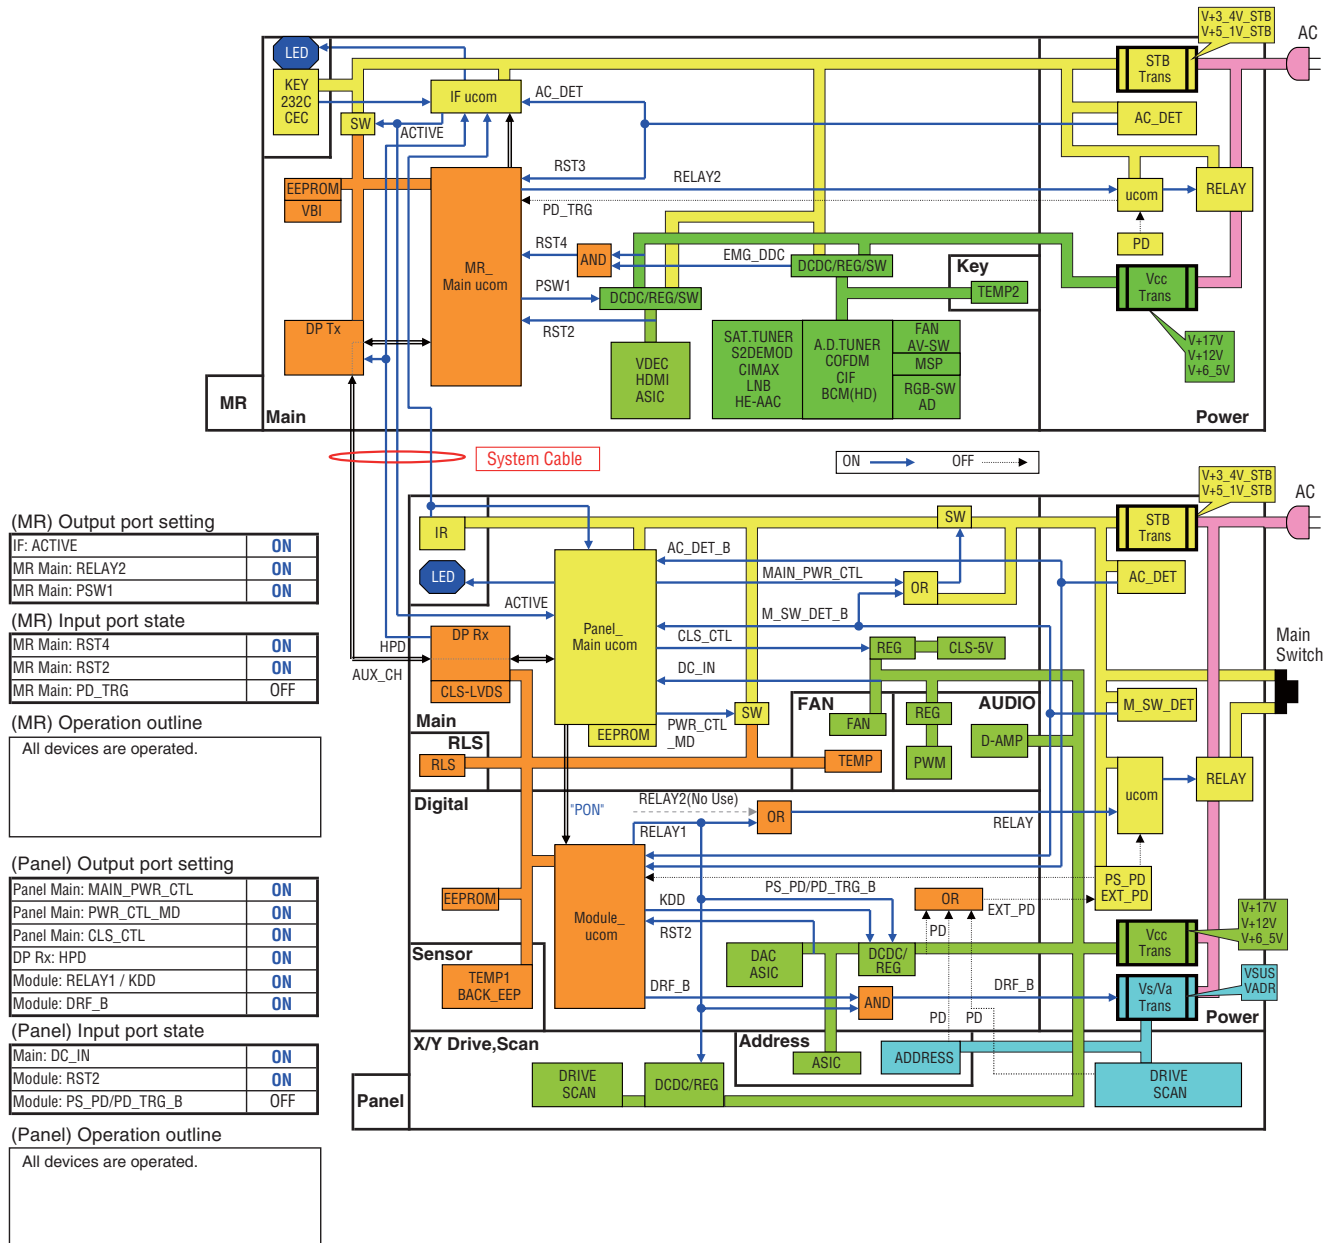 V+3_4V_STB
V+5_1V_STB
AC
LED
STB
Trans
KEY
232C
CEC
IF ucom
AC_DET
AC_DET
SW
ACTIVE
RST3
RELAY2
EEPROM
VBI
PD_TRG
ucom
RELAY
PD
RST4
AND
EMG_DDC
DCDC/REG/SW
Key
MR_
Main ucom
PSW1
DCDC/REG/SW
TEMP2
Vcc
Trans
RST2
DP Tx
VDEC
HDMI
ASIC
SAT.TUNER
S2DEMOD
CIMAX
LNB
HE-AAC
A.D.TUNER
COFDM
CIF
BCM(HD)
FAN
AV-SW
MSP
RGB-SW
AD
V+17V
V+12V
V+6_5V
MR
Main
Power
System Cable
ON
OFF
(MR) Output port setting
IF: ACTIVE ON
MR Main: RELAY2 ON
MR Main: PSW1 ON
(MR) Input port state
MR Main: RST4 ON
MR Main: RST2 ON
MR Main: PD_TRG OFF
(MR) Operation outline
All devices are operated.
(Panel) Output port setting
Panel Main: MAIN_PWR_CTL ON
Panel Main: PWR_CTL_MD ON
Panel Main: CLS_CTL ON
DP Rx: HPD ON
Module: RELAY1 / KDD ON
Module: DRF_B ON
(Panel) Input port state
Main: DC_IN ON
Module: RST2 ON
Module: PS_PD/PD_TRG_B OFF
(Panel) Operation outline
All devices are operated.
V+3_4V_STB
V+5_1V_STB
AC
IR
SW
STB
Trans
AC_DET_B
LED
MAIN_PWR_CTL
OR
AC_DET
ACTIVE
M_SW_DET_B
DP Rx
Panel_
Main ucom
HPD
CLS_CTL
REG
CLS-5V
Main
Switch
AUX_CH
DC_IN
CLS-LVDS
M_SW_DET
Main
FAN
AUDIO
SW
FAN
REG
PWR_CTL
_MD
EEPROM
D-AMP
RLS
RLS
TEMP
PWM
RELAY
ucom
Digital
"PON"
RELAY2(No Use)
OR
RELAY1
RELAY
PS_PD
EXT_PD
PS_PD/PD_TRG_B
EEPROM
Module_
ucom
KDD
OR
EXT_PD
RST2
PD
V+17V
V+12V
V+6_5V
Vcc
Trans
Sensor
DAC
ASIC
DCDC/
REG
TEMP1
BACK_EEP
DRF_B
AND
DRF_B
Vs/Va
Trans
VSUS
VADR
PD
PD
Power
X/Y Drive,Scan
Address
ASIC
ADDRESS
DRIVE
SCAN
DCDC/REG
DRIVE
SCAN
Panel